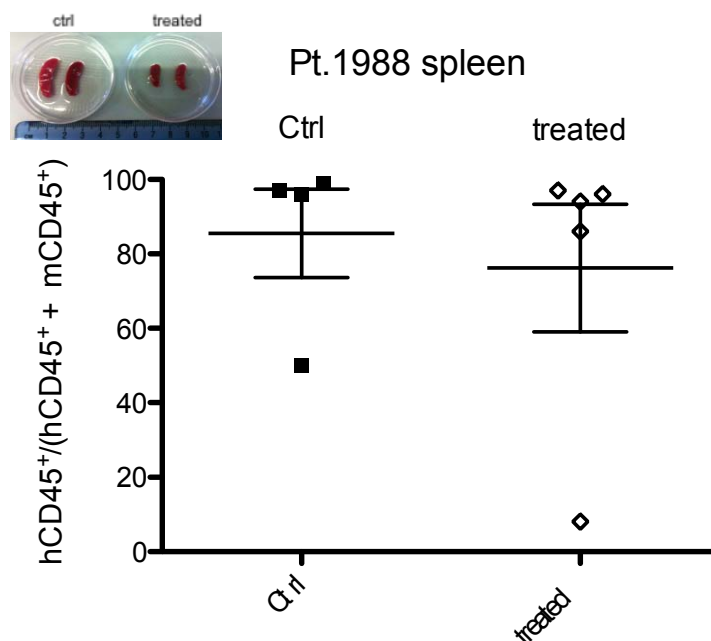 ctrl treated
Pt.1988 spleen
Ctrl treated
hCD45⁺/(hCD45⁺ + mCD45⁺)
100
80
60
40
20
0
Ctrl treated